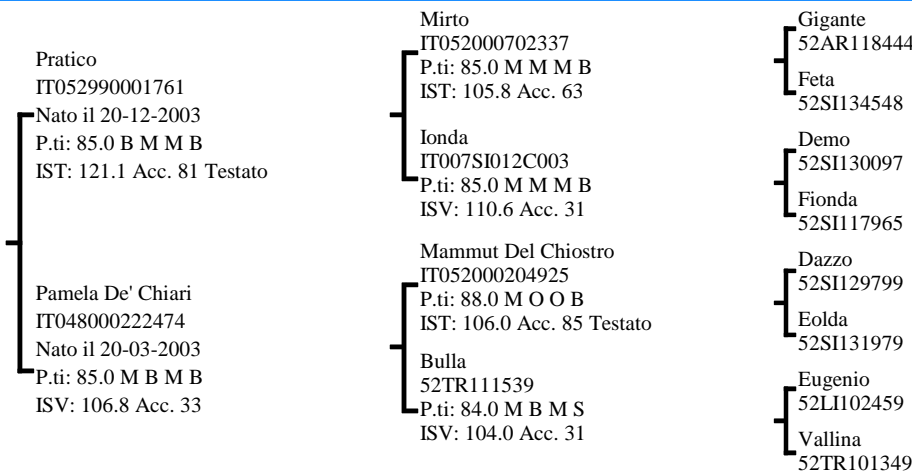 Pratico
IT052990001761
Nato il 20-12-2003
P.ti: 85.0 B M M B
IST: 121.1 Acc. 81 Testato
Pamela De' Chiari
IT048000222474
Nato il 20-03-2003
P.ti: 85.0 M B M B
ISV: 106.8 Acc. 33
Mirto
IT052000702337
P.ti: 85.0 M M M B
IST: 105.8 Acc. 63
Ionda
IT007SI012C003
P.ti: 85.0 M M M B
ISV: 110.6 Acc. 31
Mammut Del Chiostro
IT052000204925
P.ti: 88.0 M O O B
IST: 106.0 Acc. 85 Testato
Bulla
52TR111539
P.ti: 84.0 M B M S
ISV: 104.0 Acc. 31
Gigante
52AR118444
Feta
52SI134548
Demo
52SI130097
Fionda
52SI117965
Dazzo
52SI129799
Eolda
52SI131979
Eugenio
52LI102459
Vallina
52TR101349